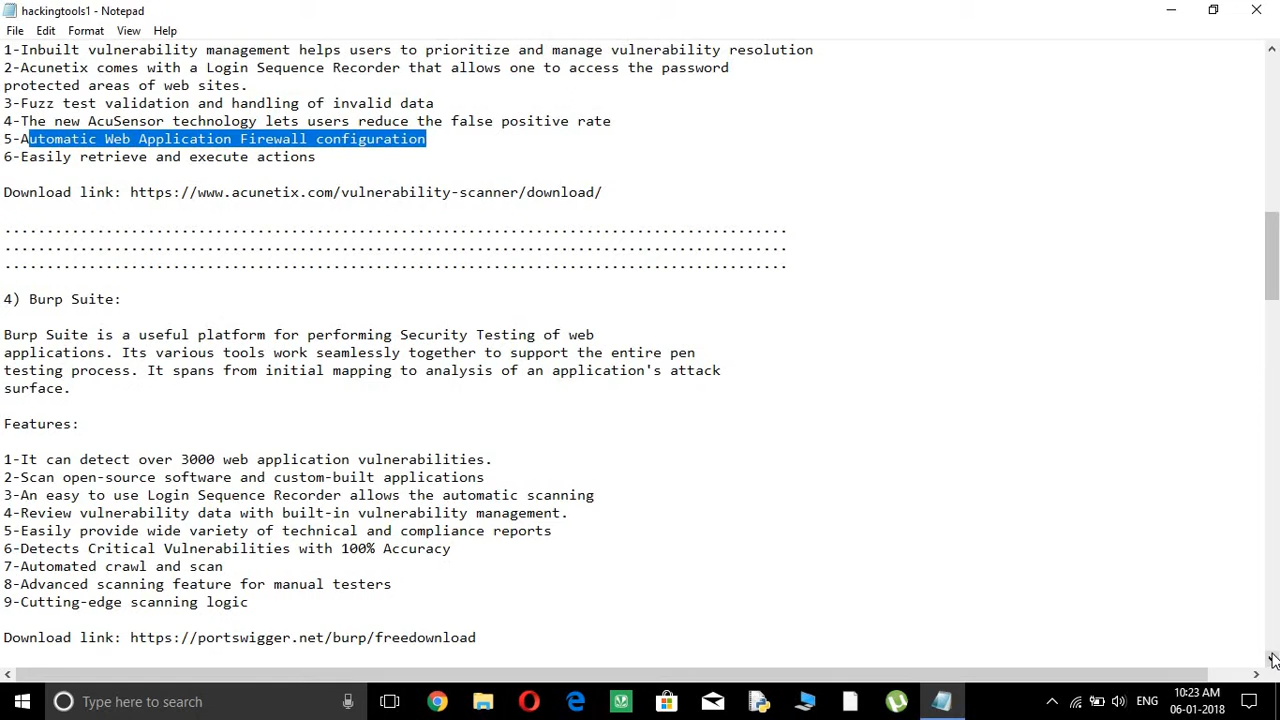 hackingtools1 - Notepad
File Edit Format View Help
1-Inbuilt vulnerability management helps users to prioritize and manage vulnerability resolution
2-Acunetix comes with a Login Sequence Recorder that allows one to access the password
protected areas of web sites.
3-Fuzz test validation and handling of invalid data
4-The new AcuSensor technology lets users reduce the false positive rate
5-Automatic Web Application Firewall configuration
6-Easily retrieve and execute actions
Download link: https://www.acunetix.com/vulnerability-scanner/download/
.............................................................................................
.............................................................................................
.............................................................................................
4) Burp Suite:
Burp Suite is a useful platform for performing Security Testing of web
applications. Its various tools work seamlessly together to support the entire pen
testing process. It spans from initial mapping to analysis of an application's attack
surface.
Features:
1-It can detect over 3000 web application vulnerabilities.
2-Scan open-source software and custom-built applications
3-An easy to use Login Sequence Recorder allows the automatic scanning
4-Review vulnerability data with built-in vulnerability management.
5-Easily provide wide variety of technical and compliance reports
6-Detects Critical Vulnerabilities with 100% Accuracy
7-Automated crawl and scan
8-Advanced scanning feature for manual testers
9-Cutting-edge scanning logic
Download link: https://portswigger.net/burp/freedownload
Type here to search
ENG
10:23 AM
06-01-2018